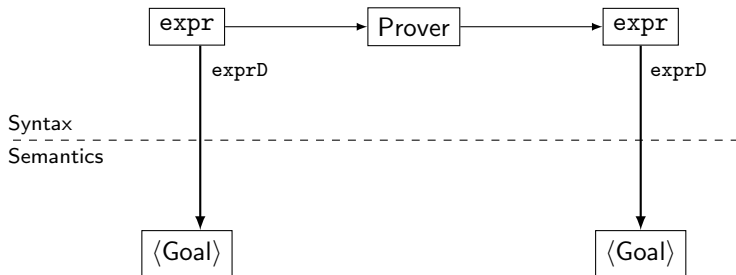 expr Prover expr
exprD exprD
Syntax
Semantics
⟨Goal⟩ ⟨Goal⟩